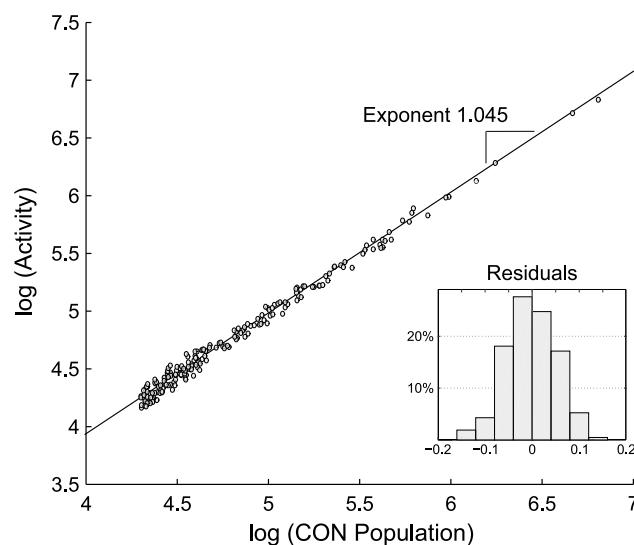 7.5
7
Exponent 1.045
6.5
6
log (Activity)
5.5
Residuals
5
20%
4.5
10%
4
−0.2 −0.1 0 0.1 0.2
3.5
4 4.5 5 5.5 6 6.5 7
log (CON Population)